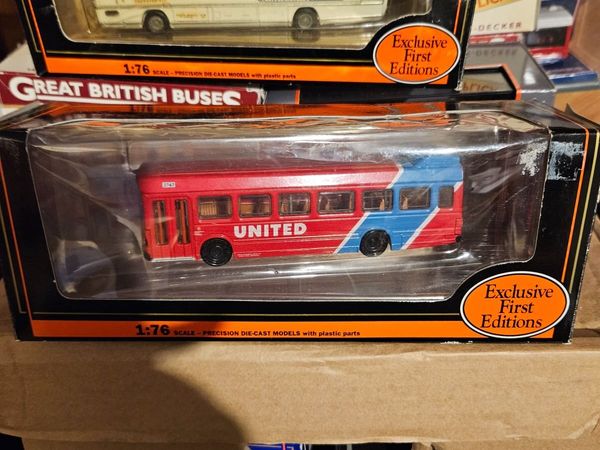 Exclusive
First
Editions
1:76 SCALE – PRECISION DIE-CAST MODELS with plastic parts
DECKER
GREAT BRITISH BUSES
UNITED
Exclusive
First
Editions
1:76 SCALE – PRECISION DIE-CAST MODELS with plastic parts